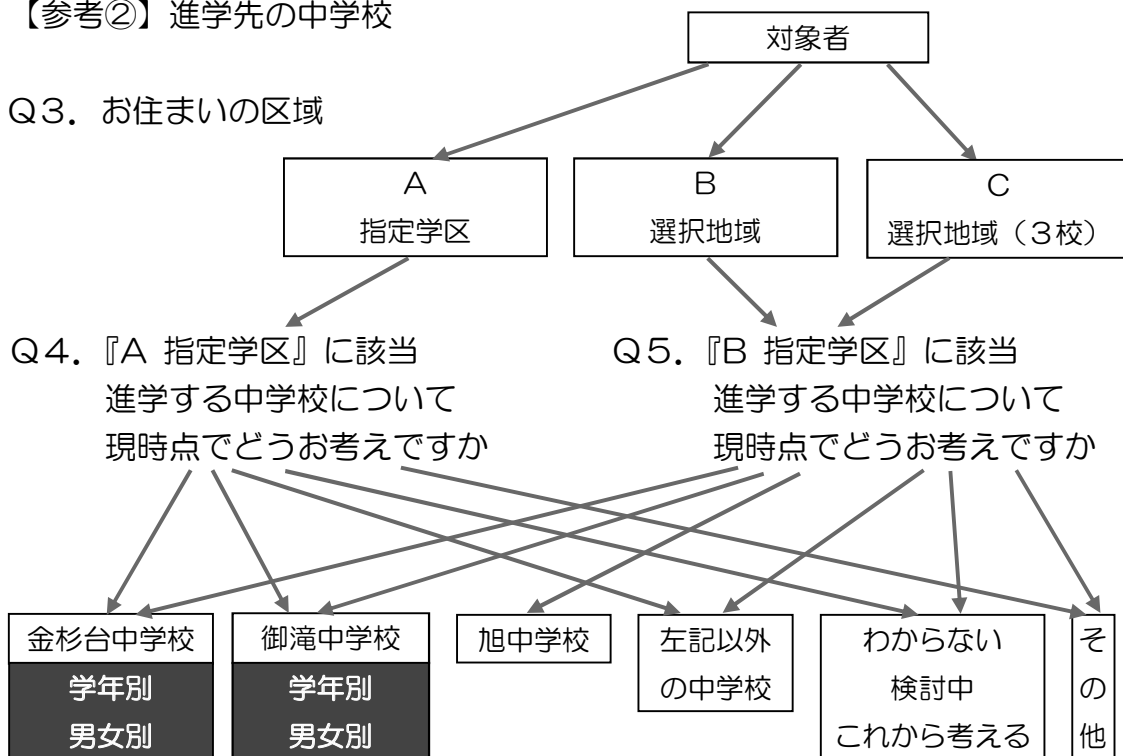 【参考②】進学先の中学校
対象者
Q3．お住まいの区域
A
指定学区
B
選択地域
C
選択地域（3校）
Q4．『A 指定学区』に該当
進学する中学校について
現時点でどうお考えですか
Q5．『B 指定学区』に該当
進学する中学校について
現時点でどうお考えですか
金杉台中学校
学年別
男女別
御滝中学校
学年別
男女別
旭中学校
左記以外
の中学校
わからない
検討中
これから考える
その他